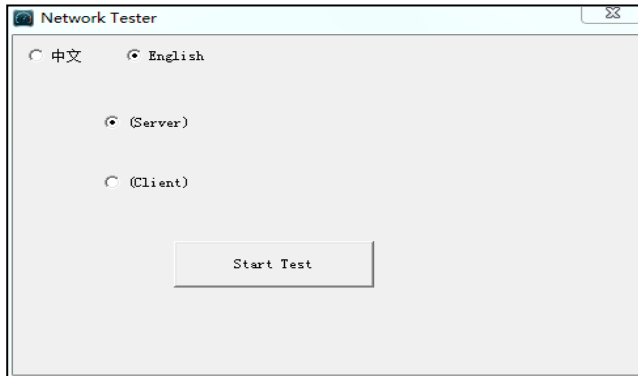 Network Tester
中文 English
(Server)
(Client)
Start Test